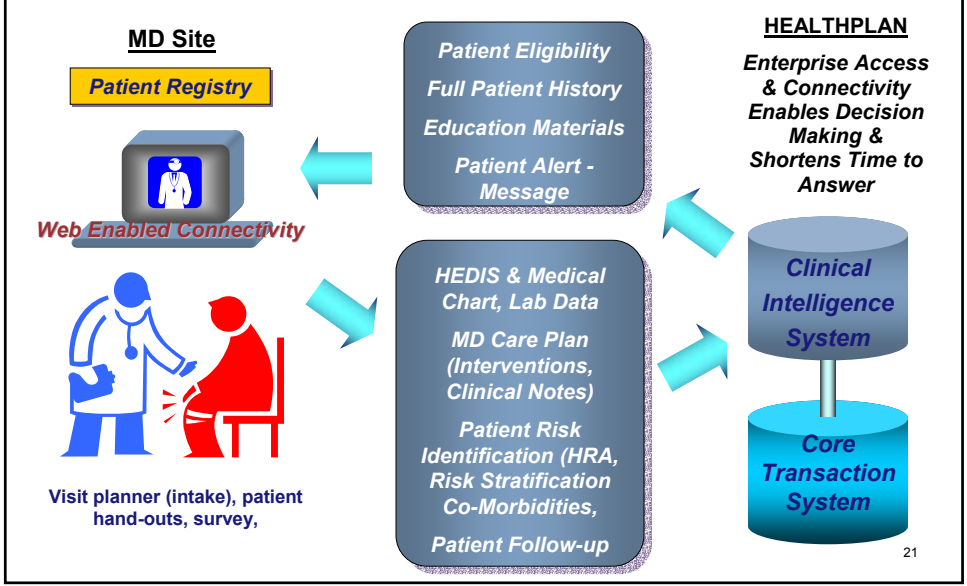 MD Site
Patient Registry
Web Enabled Connectivity
Visit planner (intake), patient
hand-outs, survey,
Patient Eligibility
Full Patient History
Education Materials
Patient Alert -
Message
HEDIS & Medical
Chart, Lab Data
MD Care Plan
(Interventions,
Clinical Notes)
Patient Risk
Identification (HRA,
Risk Stratification
Co-Morbidities,
Patient Follow-up
HEALTHPLAN
Enterprise Access
& Connectivity
Enables Decision
Making &
Shortens Time to
Answer
Clinical
Intelligence
System
Core
Transaction
System
21